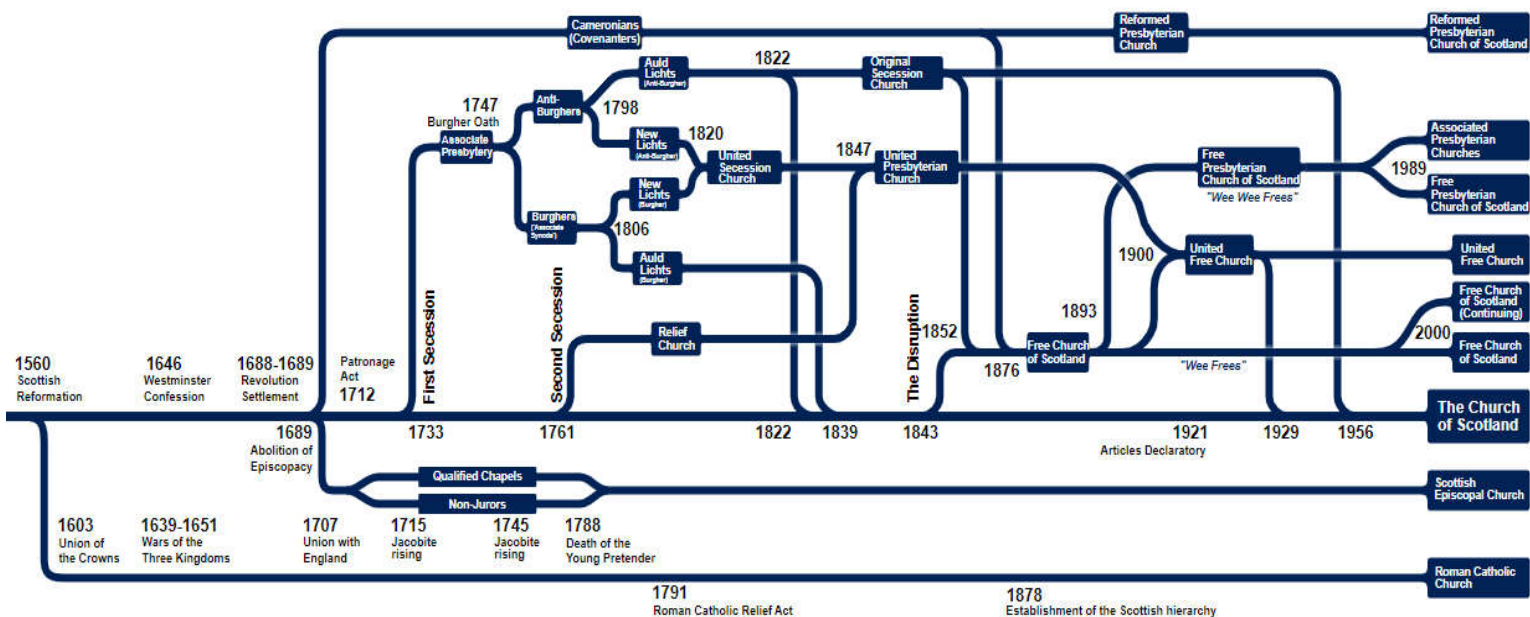 Cameronians
(Covenanters)
Reformed
Presbyterian
Church
Reformed
Presbyterian
Church of Scotland
Auld
Lichts
(Anti-Burgher)
1822
Original
Secession
Church
1747
Burgher Oath
Anti-
Burghers
1798
Associate
Presbytery
New
Lichts
(Anti-Burgher)
1820
United
Secession
Church
1847
United
Presbyterian
Church
Free
Presbyterian
Church of Scotland
"Wee Wee Frees"
Associated
Presbyterian
Churches
1989
Free
Presbyterian
Church of Scotland
New
Lichts
(Burgher)
Burghers
('Associate
Synode')
1806
Auld
Lichts
(Burgher)
1900
United
Free Church
United
Free Church
First Secession
Second Secession
The Disruption
Relief
Church
1852
1893
Free Church
of Scotland
1876
"Wee Frees"
Free Church
of Scotland
(Continuing)
2000
Free Church
of Scotland
1560
Scottish
Reformation
1646
Westminster
Confession
1688-1689
Revolution
Settlement
Patronage
Act
1712
The Church
of Scotland
1689
Abolition of
Episcopacy
1733
1761
1822
1839
1843
1921
Articles Declaratory
1929
1956
Qualified Chapels
Non-Jurors
Scottish
Episcopal Church
1603
Union of
the Crowns
1639-1651
Wars of the
Three Kingdoms
1707
Union with
England
1715
Jacobite
rising
1745
Jacobite
rising
1788
Death of the
Young Pretender
Roman Catholic
Church
1791
Roman Catholic Relief Act
1878
Establishment of the Scottish hierarchy